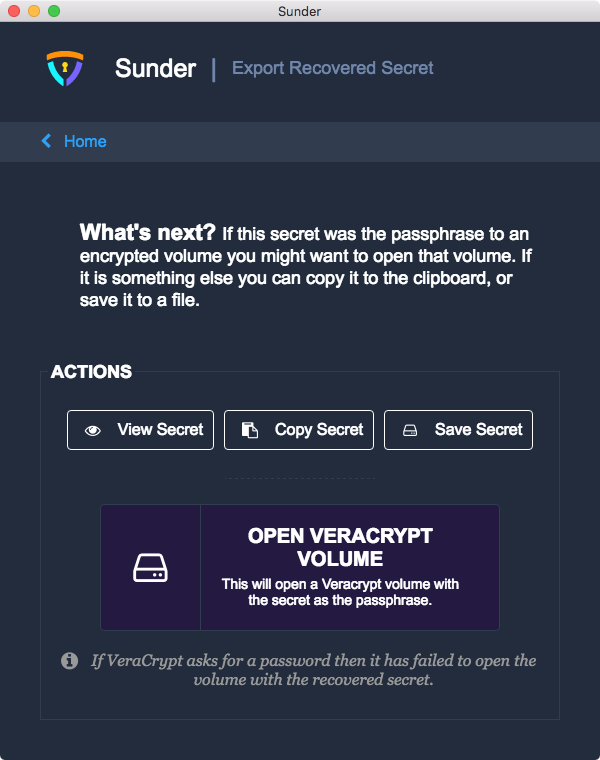 Sunder
Sunder | Export Recovered Secret
Home
What's next? If this secret was the passphrase to an
encrypted volume you might want to open that volume. If
it is something else you can copy it to the clipboard, or
save it to a file.
ACTIONS
View Secret
Copy Secret
Save Secret
OPEN VERACRYPT
VOLUME
This will open a Veracrypt volume with
the secret as the passphrase.
If VeraCrypt asks for a password then it has failed to open the
volume with the recovered secret.